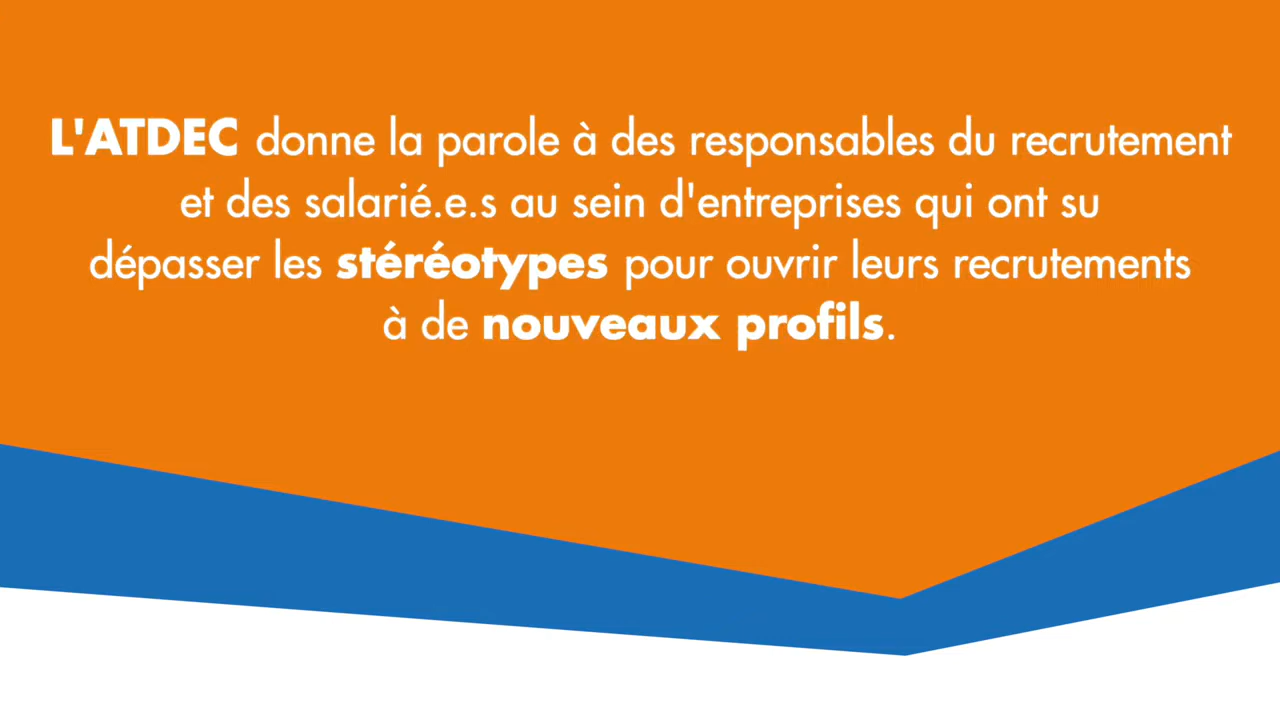 L'ATDEC donne la parole à des responsables du recrutement
et des salarié.e.s au sein d'entreprises qui ont su
dépasser les stéréotypes pour ouvrir leurs recrutements
à de nouveaux profils.